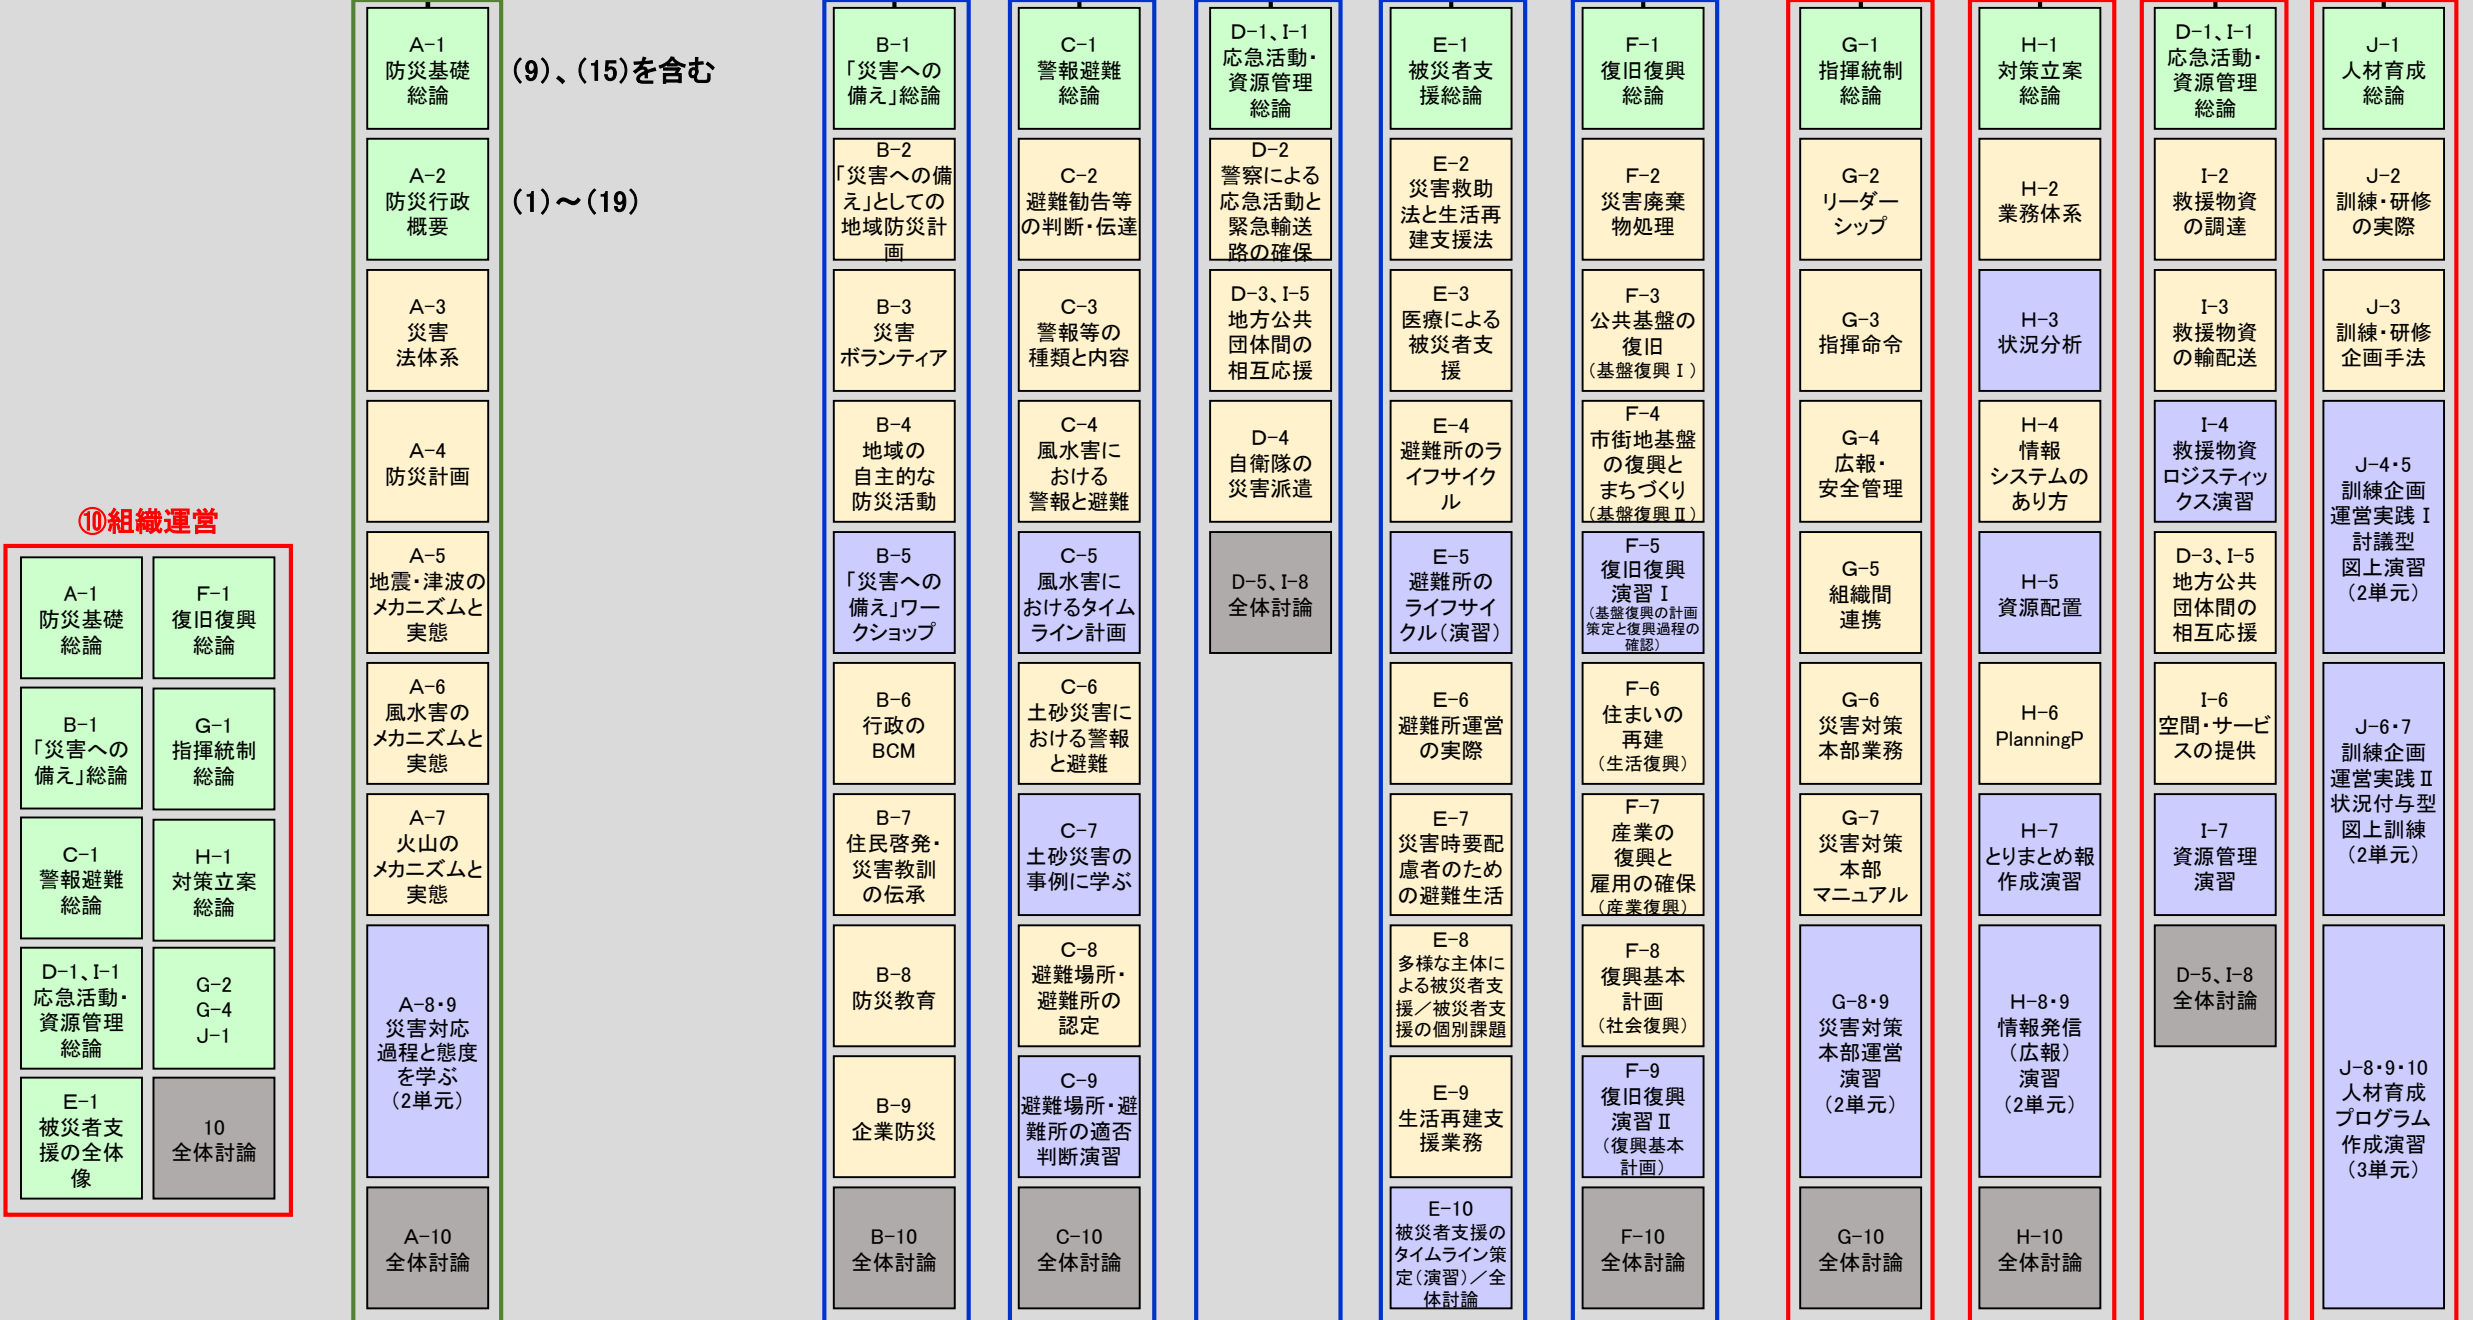 ⑩組織運営
A-1
防災基礎
総論
F-1
復旧復興
総論
B-1
「災害への
備え」総論
G-1
指揮統制
総論
C-1
警報避難
総論
H-1
対策立案
総論
D-1、I-1
応急活動・
資源管理
総論
G-2
G-4
J-1
E-1
被災者支
援の全体
像
10
全体討論
A-1
防災基礎
総論
(9)、(15)を含む
A-2
防災行政
概要
(1)～(19)
A-3
災害
法体系
A-4
防災計画
A-5
地震・津波の
メカニズムと
実態
A-6
風水害の
メカニズムと
実態
A-7
火山の
メカニズムと
実態
A-8・9
災害対応
過程と態度
を学ぶ
(2単元)
A-10
全体討論
B-1
「災害への
備え」総論
B-2
「災害への備
え」としての
地域防災計
画
B-3
災害
ボランティア
B-4
地域の
自主的な
防災活動
B-5
「災害への
備え」ワー
クショップ
B-6
行政の
BCM
B-7
住民啓発・
災害教訓
の伝承
B-8
防災教育
B-9
企業防災
B-10
全体討論
C-1
警報避難
総論
C-2
避難勧告等
の判断・伝達
C-3
警報等の
種類と内容
C-4
風水害に
おける
警報と避難
C-5
風水害に
おけるタイム
ライン計画
C-6
土砂災害に
おける警報
と避難
C-7
土砂災害の
事例に学ぶ
C-8
避難場所・
避難所の
認定
C-9
避難場所・避
難所の適否
判断演習
C-10
全体討論
D-1、I-1
応急活動・
資源管理
総論
D-2
警察による
応急活動と
緊急輸送
路の確保
D-3、I-5
地方公共
団体間の
相互応援
D-4
自衛隊の
災害派遣
D-5、I-8
全体討論
E-1
被災者支
援総論
E-2
災害救助
法と生活再
建支援法
E-3
医療による
被災者支
援
E-4
避難所のラ
イフサイク
ル
E-5
避難所の
ライフサイ
クル(演習)
E-6
避難所運営
の実際
E-7
災害時要配
慮者のため
の避難生活
E-8
多様な主体に
よる被災者支
援／被災者支
援の個別課題
E-9
生活再建支
援業務
E-10
被災者支援の
タイムライン策
定(演習)／全
体討論
F-1
復旧復興
総論
F-2
災害廃棄
物処理
F-3
公共基盤の
復旧
(基盤復興Ⅰ)
F-4
市街地基盤
の復興と
まちづくり
(基盤復興Ⅱ)
F-5
復旧復興
演習Ⅰ
(基盤復興の計画
策定と復興過程の
確認)
F-6
住まいの
再建
(生活復興)
F-7
産業の
復興と
雇用の確保
(産業復興)
F-8
復興基本
計画
(社会復興)
F-9
復旧復興
演習Ⅱ
(復興基本
計画)
F-10
全体討論
G-1
指揮統制
総論
G-2
リーダー
シップ
G-3
指揮命令
G-4
広報・
安全管理
G-5
組織間
連携
G-6
災害対策
本部業務
G-7
災害対策
本部
マニュアル
G-8・9
災害対策
本部運営
演習
(2単元)
G-10
全体討論
H-1
対策立案
総論
H-2
業務体系
H-3
状況分析
H-4
情報
システムの
あり方
H-5
資源配置
H-6
PlanningP
H-7
とりまとめ報
作成演習
H-8・9
情報発信
(広報)
演習
(2単元)
H-10
全体討論
D-1、I-1
応急活動・
資源管理
総論
I-2
救援物資
の調達
I-3
救援物資
の輸配送
I-4
救援物資
ロジスティッ
クス演習
D-3、I-5
地方公共
団体間の
相互応援
I-6
空間・サービ
スの提供
I-7
資源管理
演習
D-5、I-8
全体討論
J-1
人材育成
総論
J-2
訓練・研修
の実際
J-3
訓練・研修
企画手法
J-4・5
訓練企画
運営実践Ⅰ
討議型
図上演習
(2単元)
J-6・7
訓練企画
運営実践Ⅱ
状況付与型
図上訓練
(2単元)
J-8・9・10
人材育成
プログラム
作成演習
(3単元)